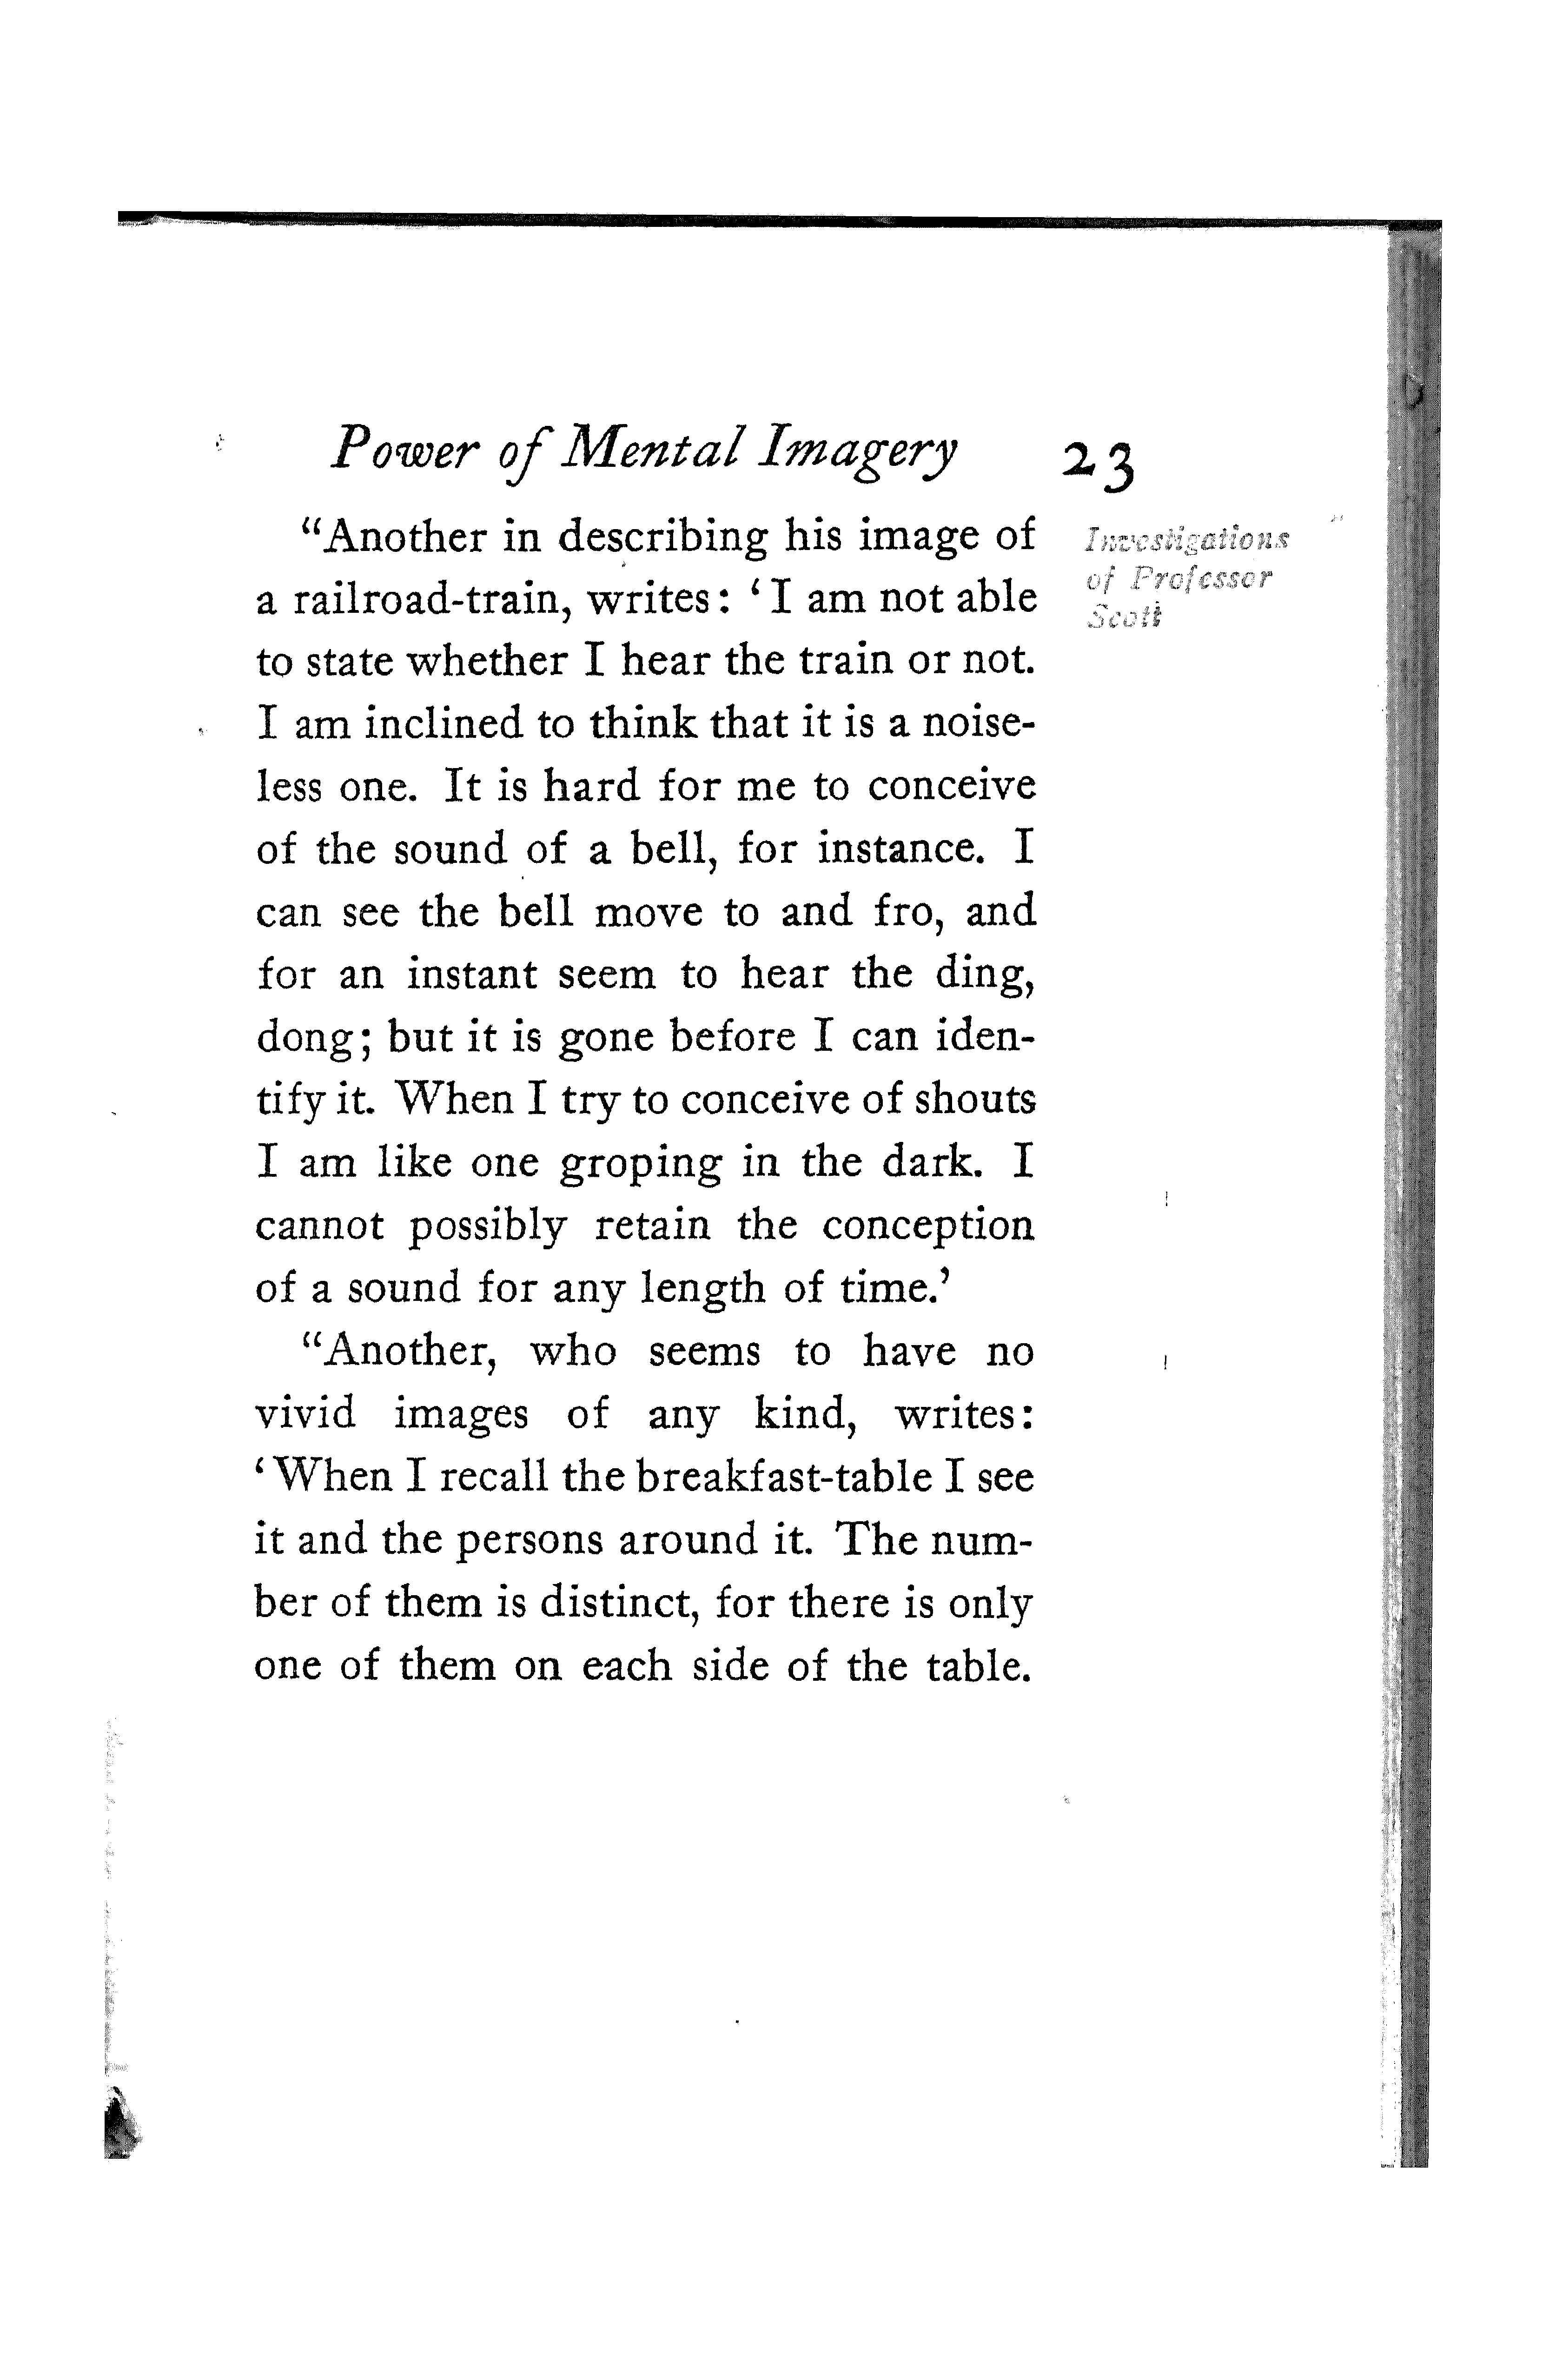 Power of Mental Imagery 23
"Another in describing his image of
a railroad-train, writes: 'I am not able
to state whether I hear the train or not.
I am inclined to think that it is a noise-
less one. It is hard for me to conceive
of the sound of a bell, for instance. I
can see the bell move to and fro, and
for an instant seem to hear the ding,
dong; but it is gone before I can iden-
tify it. When I try to conceive of shouts
I am like one groping in the dark. I
cannot possibly retain the conception
of a sound for any length of time.'
"Another, who seems to have no
vivid images of any kind, writes:
'When I recall the breakfast-table I see
it and the persons around it. The num-
ber of them is distinct, for there is only
one of them on each side of the table.
Investigations
of Professor
Scott